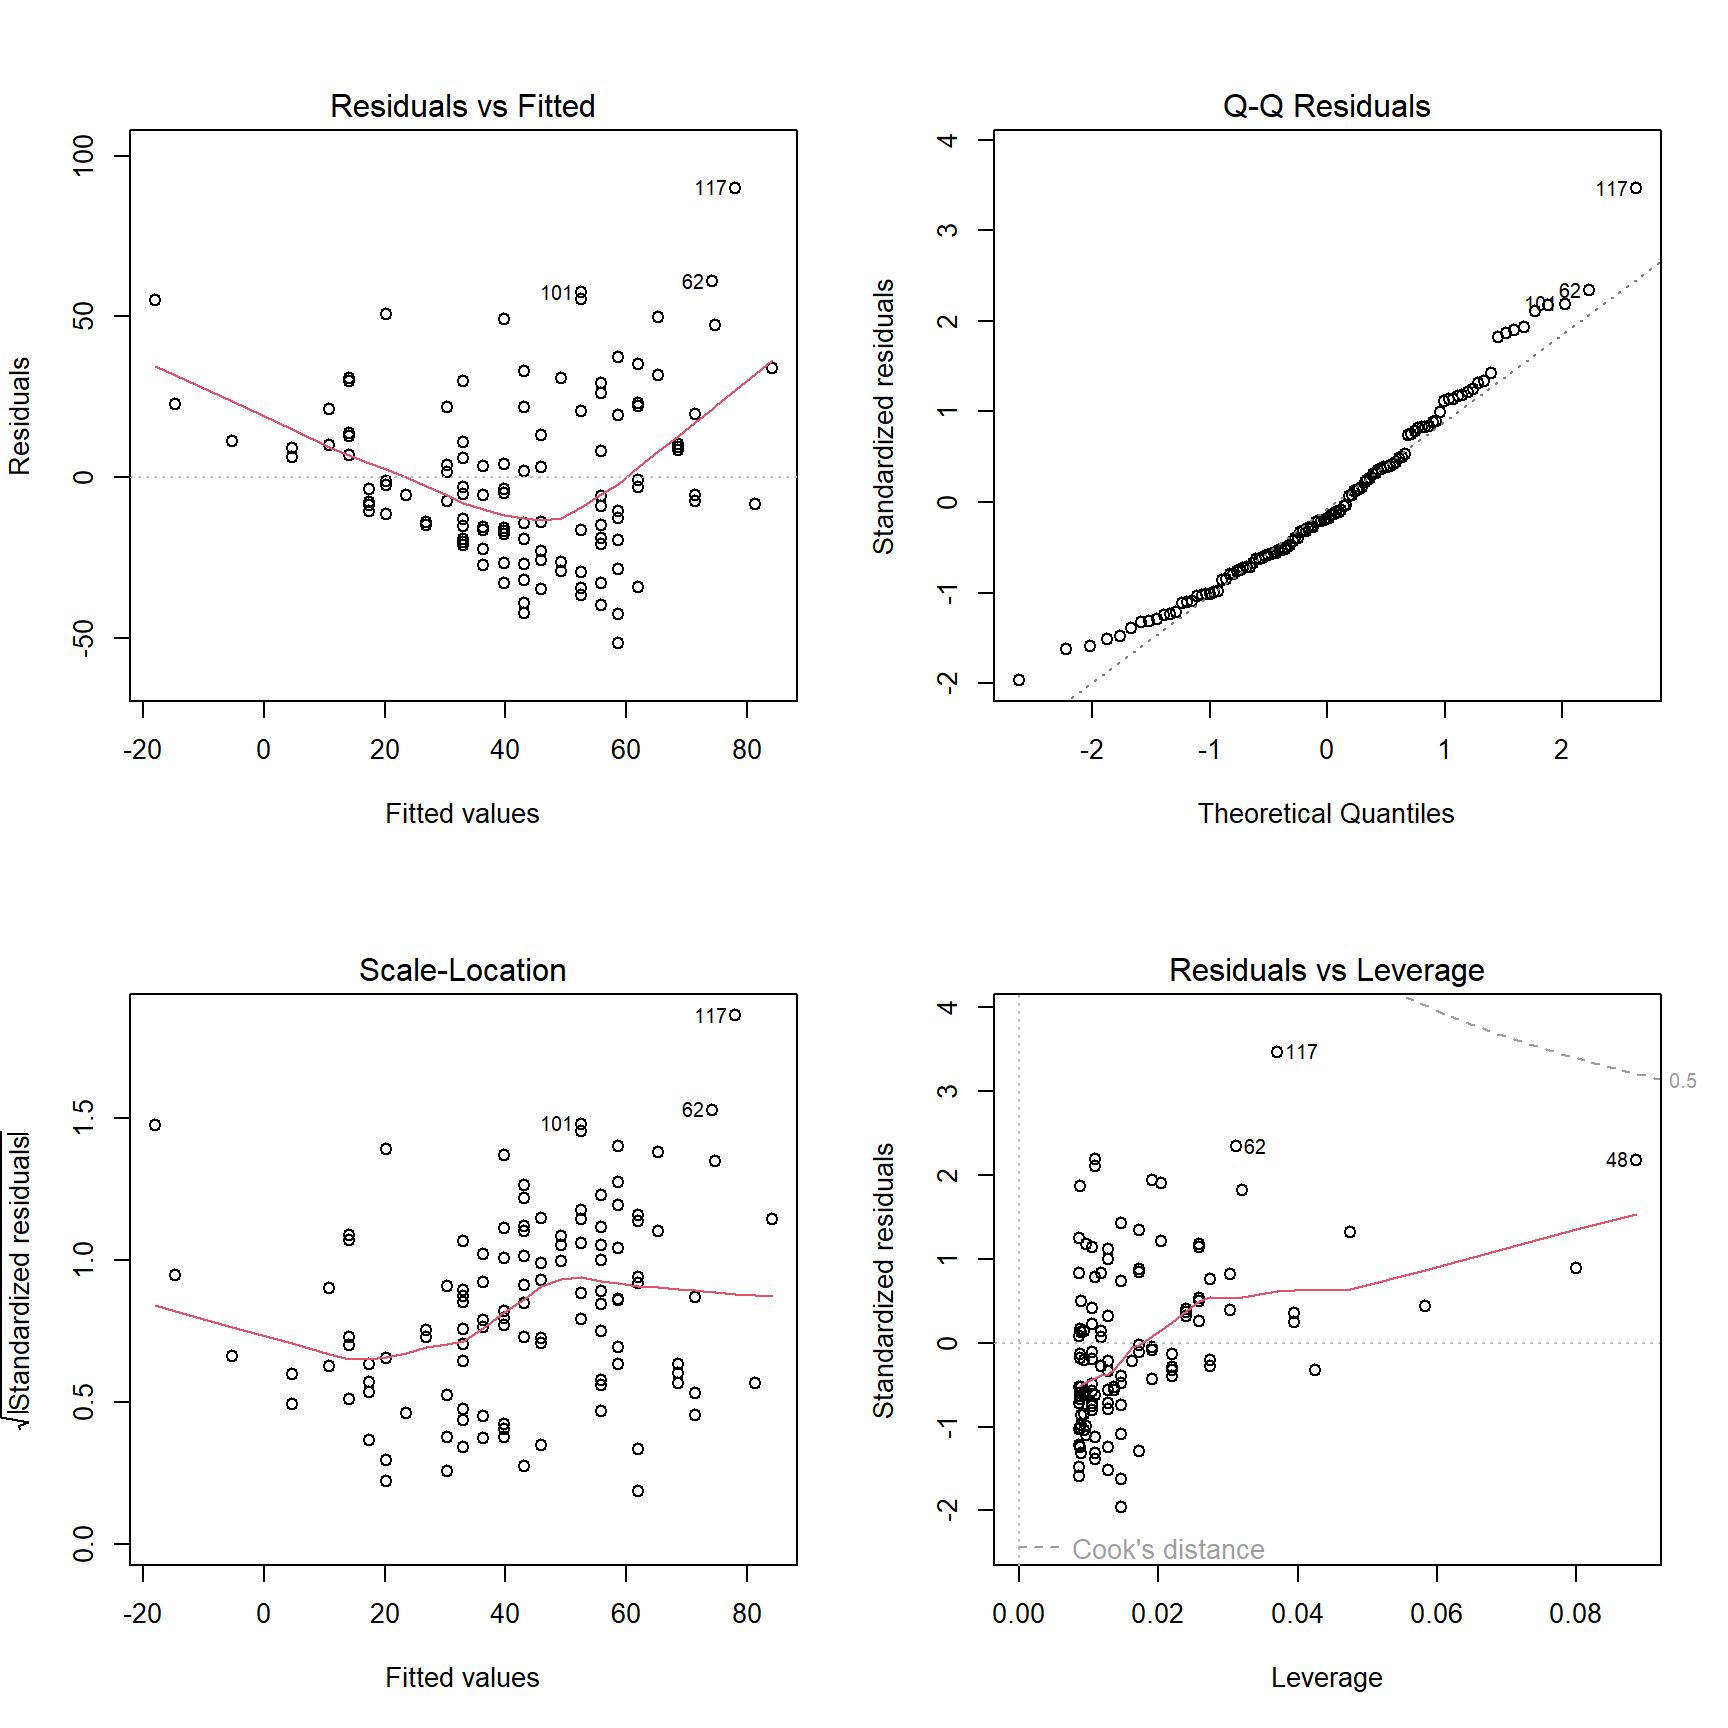 Residuals vs Fitted
Residuals
100
50
0
-50
117
101
62
-20 0 20 40 60 80
Fitted values
Q-Q Residuals
Standardized residuals
4
3
2
1
0
-1
-2
117
62
-2 -1 0 1 2
Theoretical Quantiles
Scale-Location
√|Standardized residuals|
1.5
1.0
0.5
0.0
117
101
62
-20 0 20 40 60 80
Fitted values
Residuals vs Leverage
Standardized residuals
4
3
2
1
0
-1
-2
117
62
48
0.5
Cook's distance
0.00 0.02 0.04 0.06 0.08
Leverage